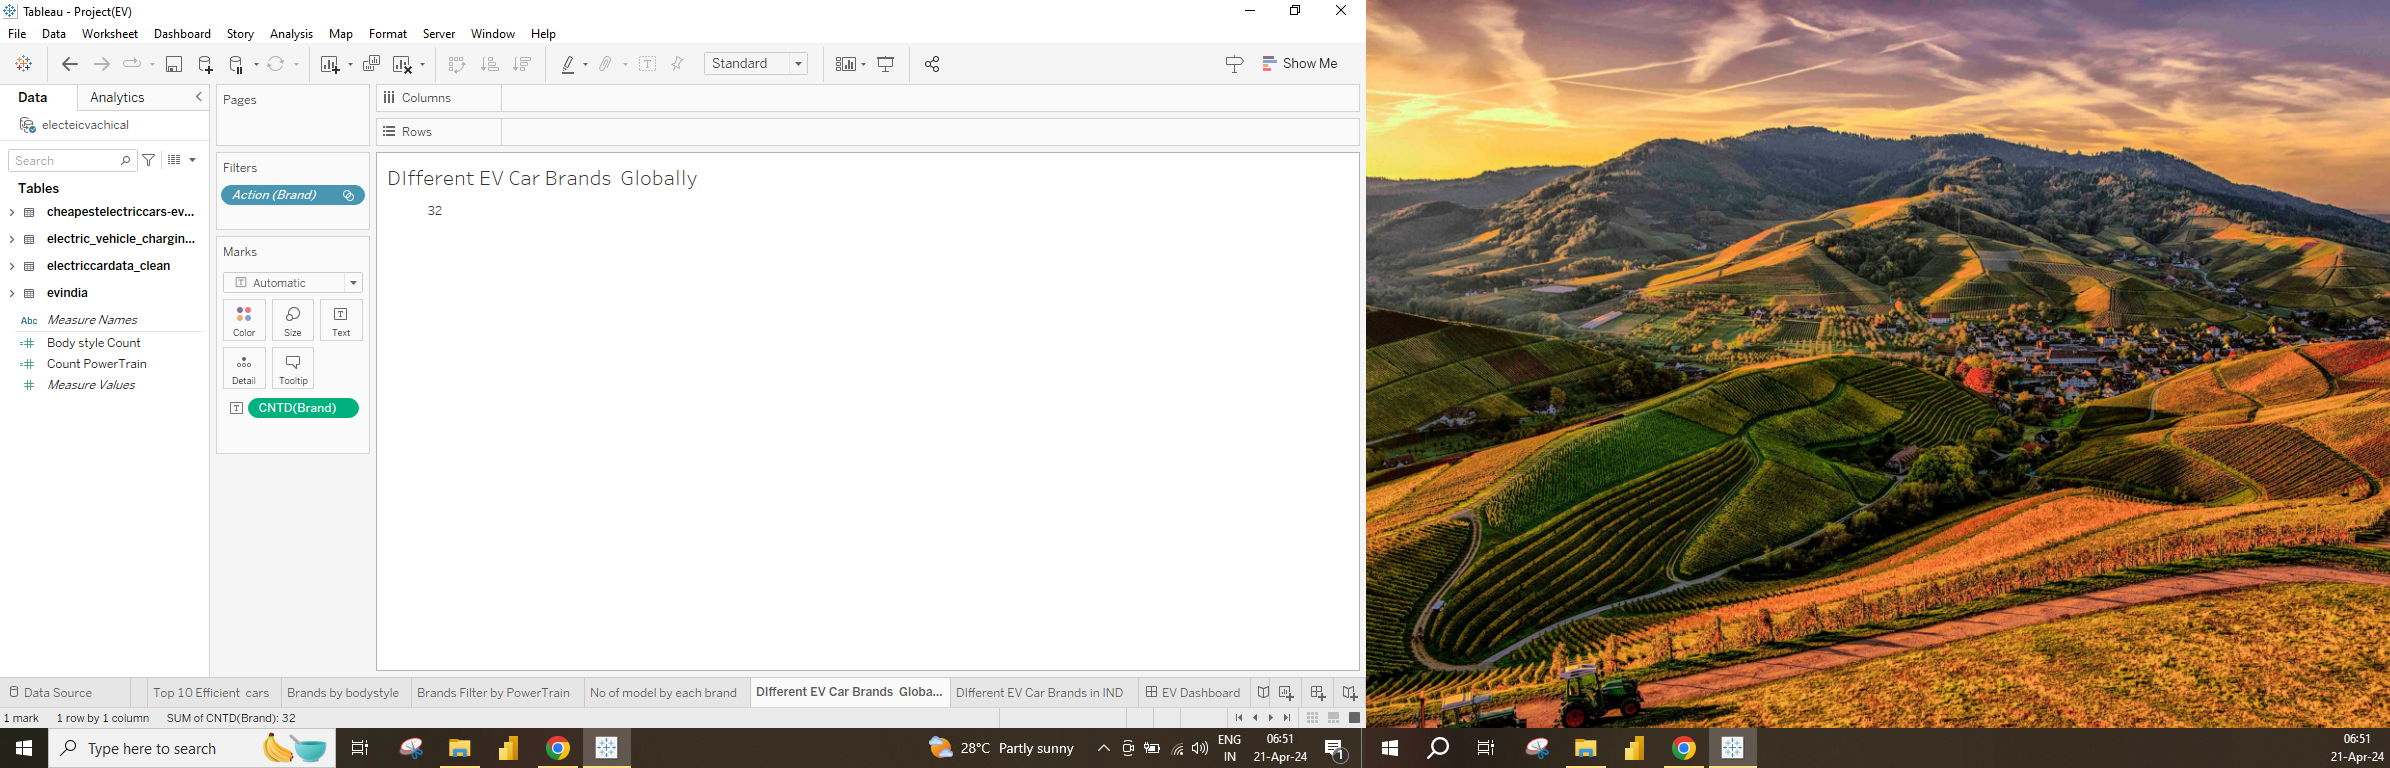 Tableau - Project(EV)
File Data Worksheet Dashboard Story Analysis Map Format Server Window Help
Standard
Show Me
Data Analytics
electeicvachical
Search
Tables
cheapestelectriccars-ev...
electric_vehicle_chargin...
electriccardata_clean
evindia
Abc Measure Names
Body style Count
Count PowerTrain
Measure Values
Pages
Filters
Action (Brand)
Marks
Automatic
Color Size Text
Detail Tooltip
CNTD(Brand)
Columns
Rows
DIfferent EV Car Brands  Globally
32
Data Source Top 10 Efficient cars Brands by bodystyle Brands Filter by PowerTrain No of model by each brand DIfferent EV Car Brands  Globa... DIfferent EV Car Brands in IND EV Dashboard
1 mark 1 row by 1 column SUM of CNTD(Brand): 32
Type here to search
28°C Partly sunny
ENG
IN
06:51
21-Apr-24
1
06:51
21-Apr-24